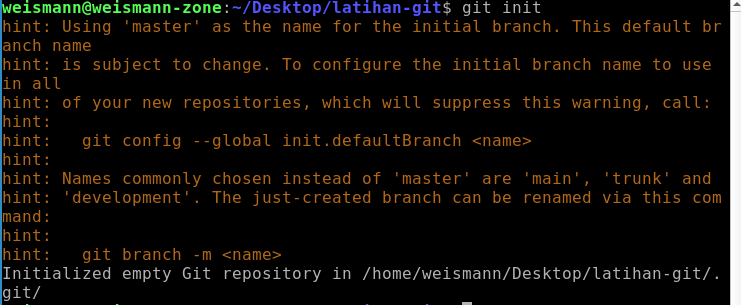 weismann@weismann-zone:~/Desktop/latihan-git$ git init
hint: Using 'master' as the name for the initial branch. This default br
anch name
hint: is subject to change. To configure the initial branch name to use
in all
hint: of your new repositories, which will suppress this warning, call:
hint:
hint:   git config --global init.defaultBranch <name>
hint:
hint: Names commonly chosen instead of 'master' are 'main', 'trunk' and
hint: 'development'. The just-created branch can be renamed via this com
mand:
hint:
hint:   git branch -m <name>
Initialized empty Git repository in /home/weismann/Desktop/latihan-git/.
git/